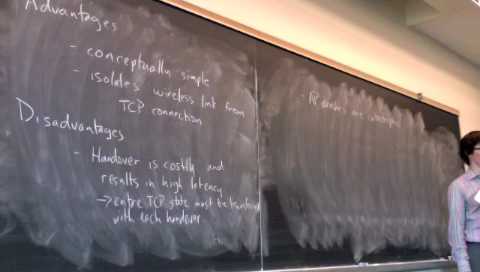 Advantages
- conceptually simple
- isolates wireless link from
TCP connection
Disadvantages
- Handover is costly and
results in high latency
→ entire TCP state must be transferred
with each handover.
- are